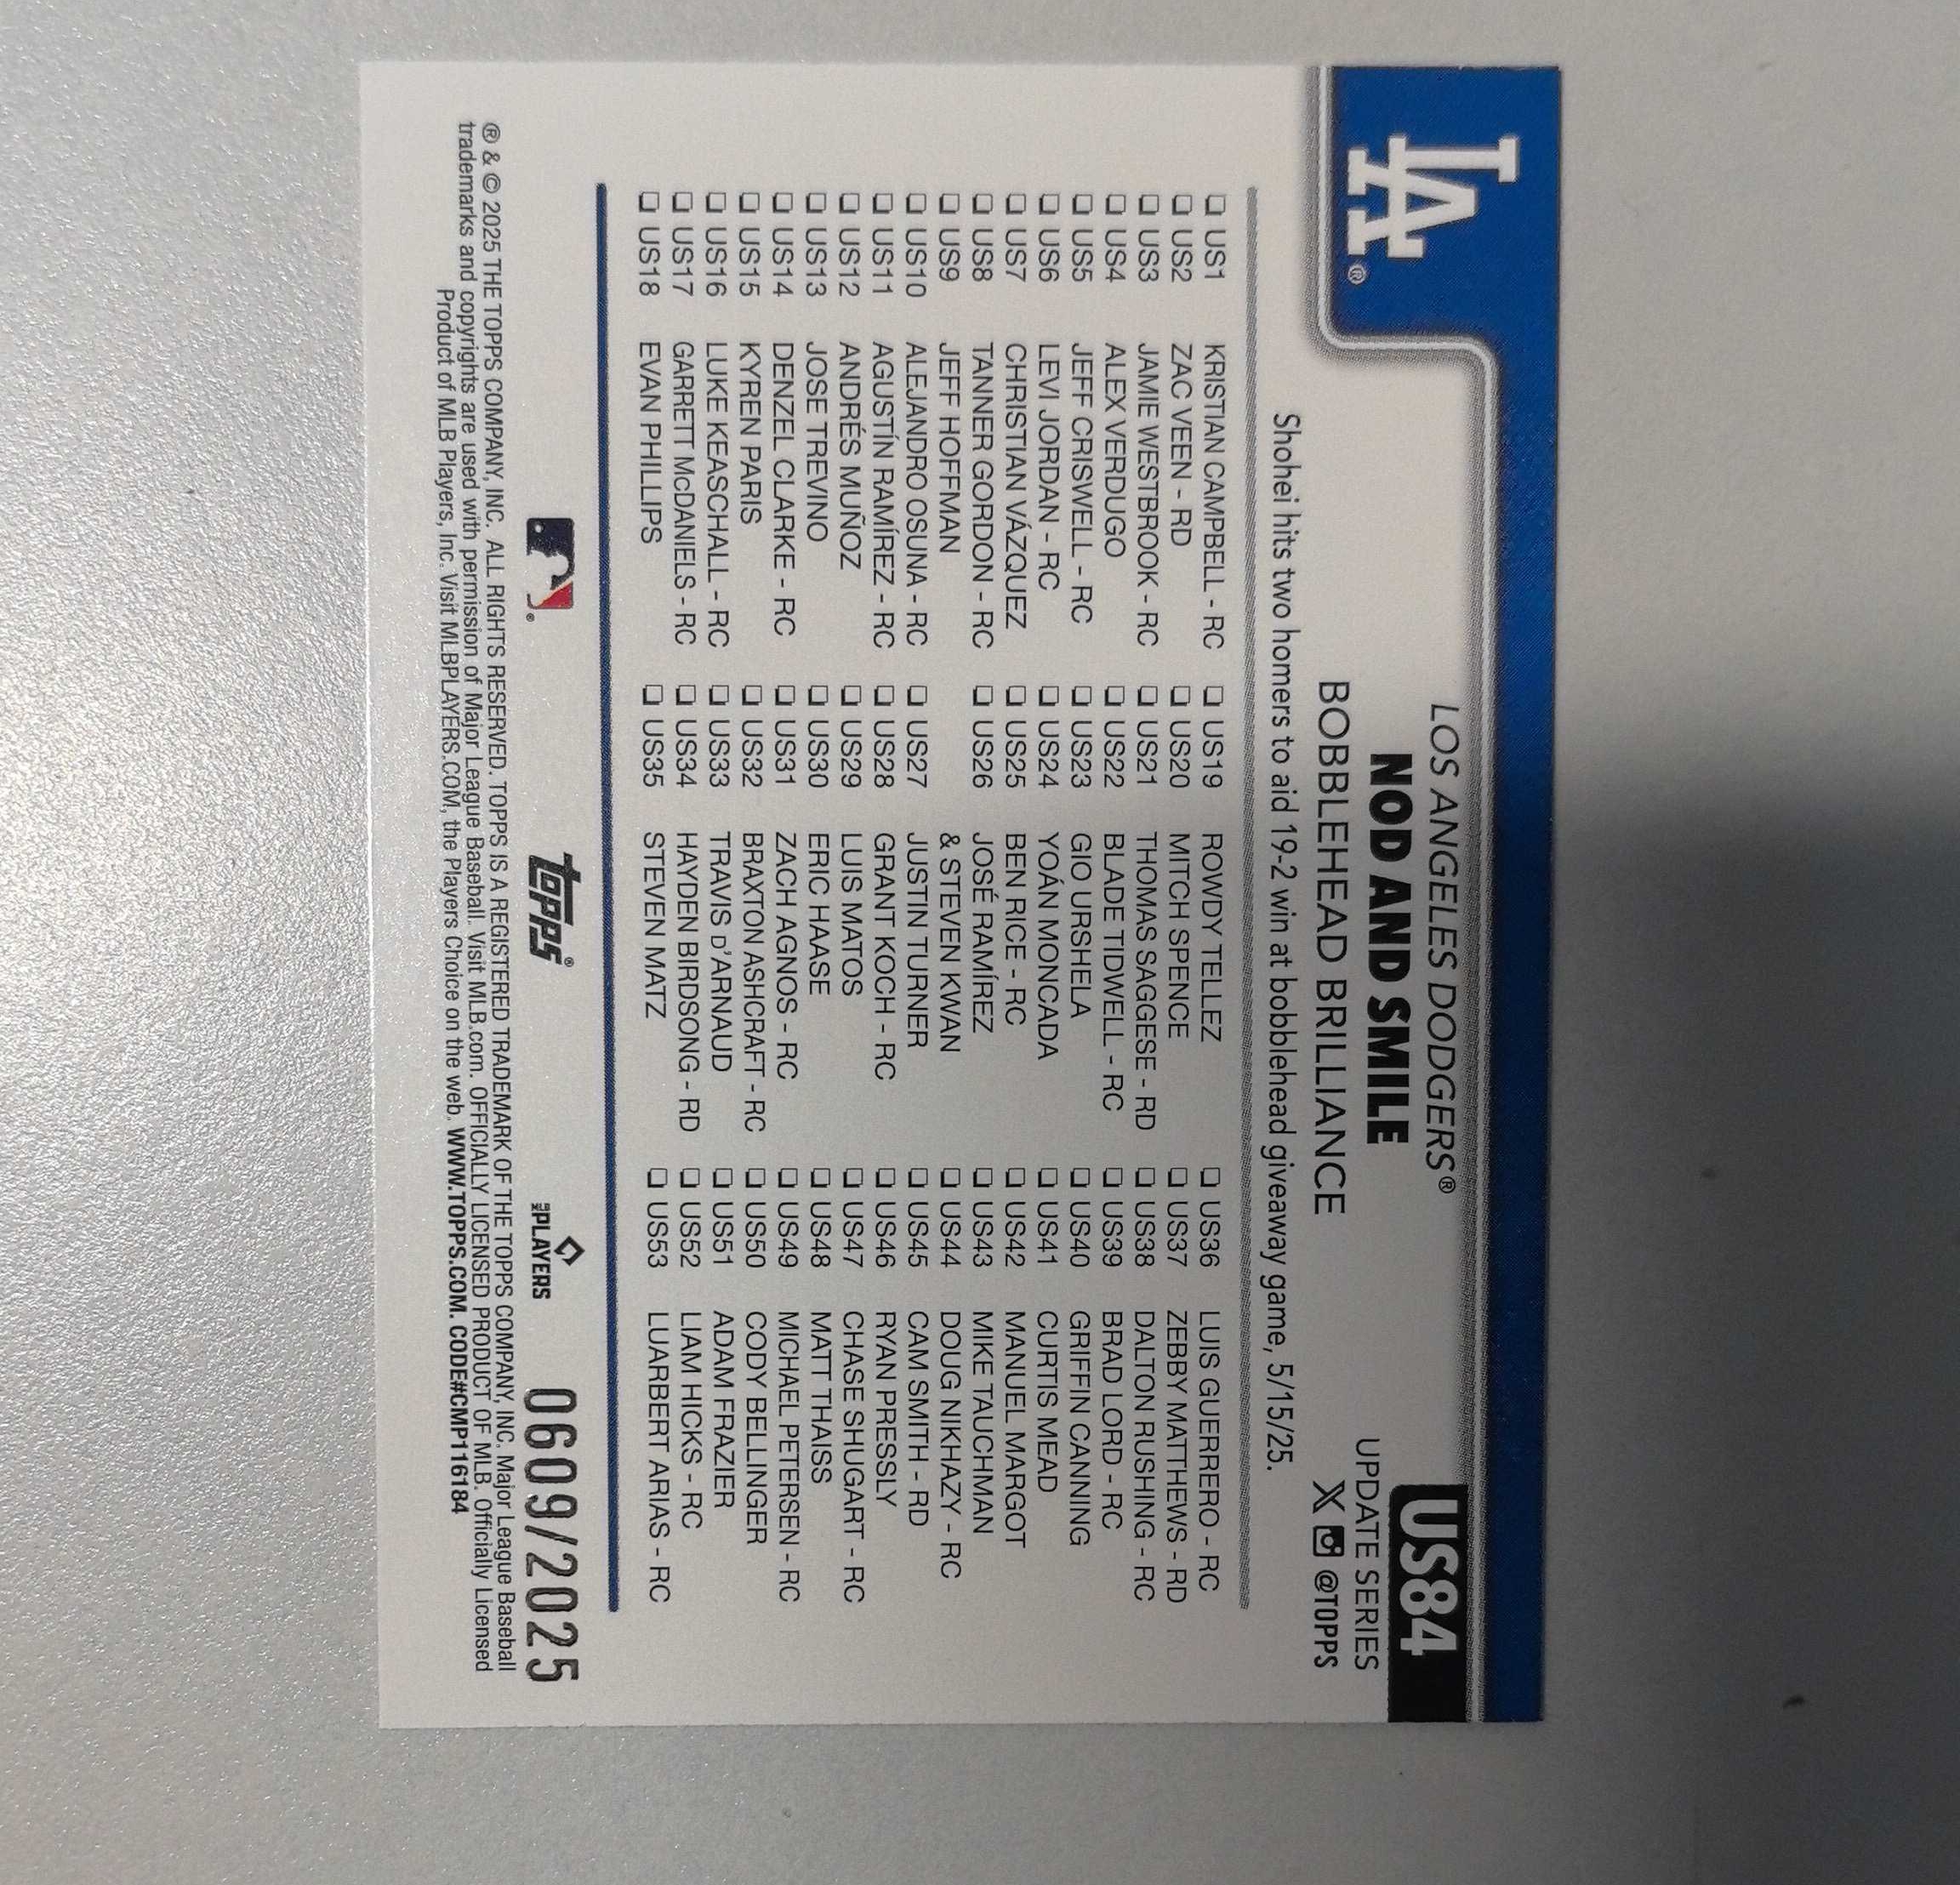 LA®
LOS ANGELES DODGERS®
NOD AND SMILE
BOBBLEHEAD BRILLIANCE
US84
UPDATE SERIES
X @TOPPS
Shohei hits two homers to aid 19-2 win at bobblehead giveaway game, 5/15/25.
❏ US1 KRISTIAN CAMPBELL - RC
❏ US2 ZAC VEEN - RD
❏ US3 JAMIE WESTBROOK - RC
❏ US4 ALEX VERDUGO
❏ US5 JEFF CRISWELL - RC
❏ US6 LEVI JORDAN - RC
❏ US7 CHRISTIAN VÁZQUEZ
❏ US8 TANNER GORDON - RC
❏ US9 JEFF HOFFMAN
❏ US10 ALEJANDRO OSUNA - RC
❏ US11 AGUSTÍN RAMÍREZ - RC
❏ US12 ANDRÉS MUÑOZ
❏ US13 JOSE TREVINO
❏ US14 DENZEL CLARKE - RC
❏ US15 KYREN PARIS
❏ US16 LUKE KEASCHALL - RC
❏ US17 GARRETT McDANIELS - RC
❏ US18 EVAN PHILLIPS
❏ US19 ROWDY TELLEZ
❏ US20 MITCH SPENCE
❏ US21 THOMAS SAGGESE - RD
❏ US22 BLADE TIDWELL - RC
❏ US23 GIO URSHELA
❏ US24 YOÁN MONCADA
❏ US25 BEN RICE - RC
❏ US26 JOSÉ RAMÍREZ
& STEVEN KWAN
❏ US27 JUSTIN TURNER
❏ US28 GRANT KOCH - RC
❏ US29 LUIS MATOS
❏ US30 ERIC HAASE
❏ US31 ZACH AGNOS - RC
❏ US32 BRAXTON ASHCRAFT - RC
❏ US33 TRAVIS D'ARNAUD
❏ US34 HAYDEN BIRDSONG - RD
❏ US35 STEVEN MATZ
❏ US36 LUIS GUERRERO - RC
❏ US37 ZEBBY MATTHEWS - RD
❏ US38 DALTON RUSHING - RC
❏ US39 BRAD LORD - RC
❏ US40 GRIFFIN CANNING
❏ US41 CURTIS MEAD
❏ US42 MANUEL MARGOT
❏ US43 MIKE TAUCHMAN
❏ US44 DOUG NIKHAZY - RC
❏ US45 CAM SMITH - RD
❏ US46 RYAN PRESSLY
❏ US47 CHASE SHUGART - RC
❏ US48 MATT THAISS
❏ US49 MICHAEL PETERSEN - RC
❏ US50 CODY BELLINGER
❏ US51 ADAM FRAZIER
❏ US52 LIAM HICKS - RC
❏ US53 LUARBERT ARIAS - RC
topps®
MLB PLAYERS
0609/2025
® & © 2025 THE TOPPS COMPANY, INC. ALL RIGHTS RESERVED. TOPPS IS A REGISTERED TRADEMARK OF THE TOPPS COMPANY, INC. Major League Baseball
trademarks and copyrights are used with permission of Major League Baseball. Visit MLB.com. OFFICIALLY LICENSED PRODUCT OF MLB. Officially Licensed
Product of MLB Players, Inc. Visit MLBPLAYERS.COM, the Players Choice on the web. WWW.TOPPS.COM. CODE#CMP116184